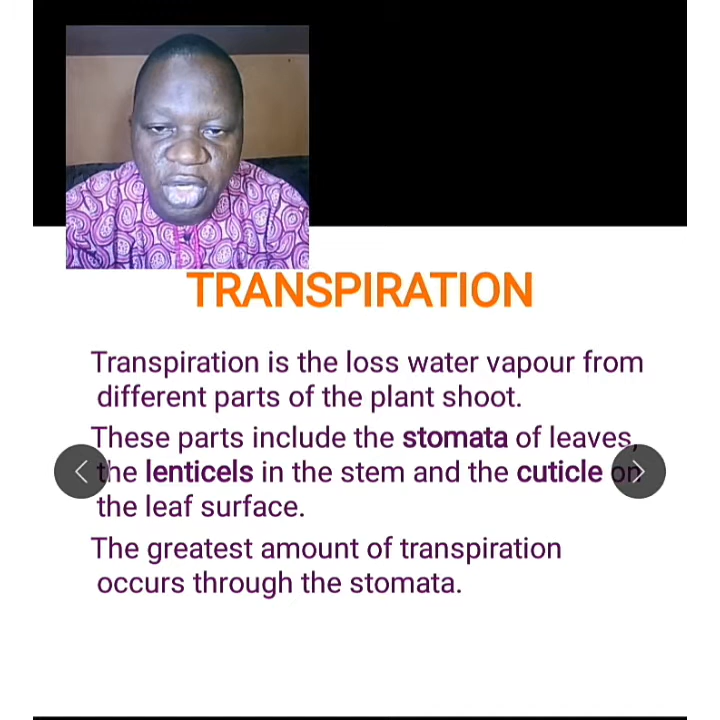 TRANSPIRATION
Transpiration is the loss water vapour from
different parts of the plant shoot.
These parts include the stomata of leaves,
the lenticels in the stem and the cuticle on
the leaf surface.
The greatest amount of transpiration
occurs through the stomata.